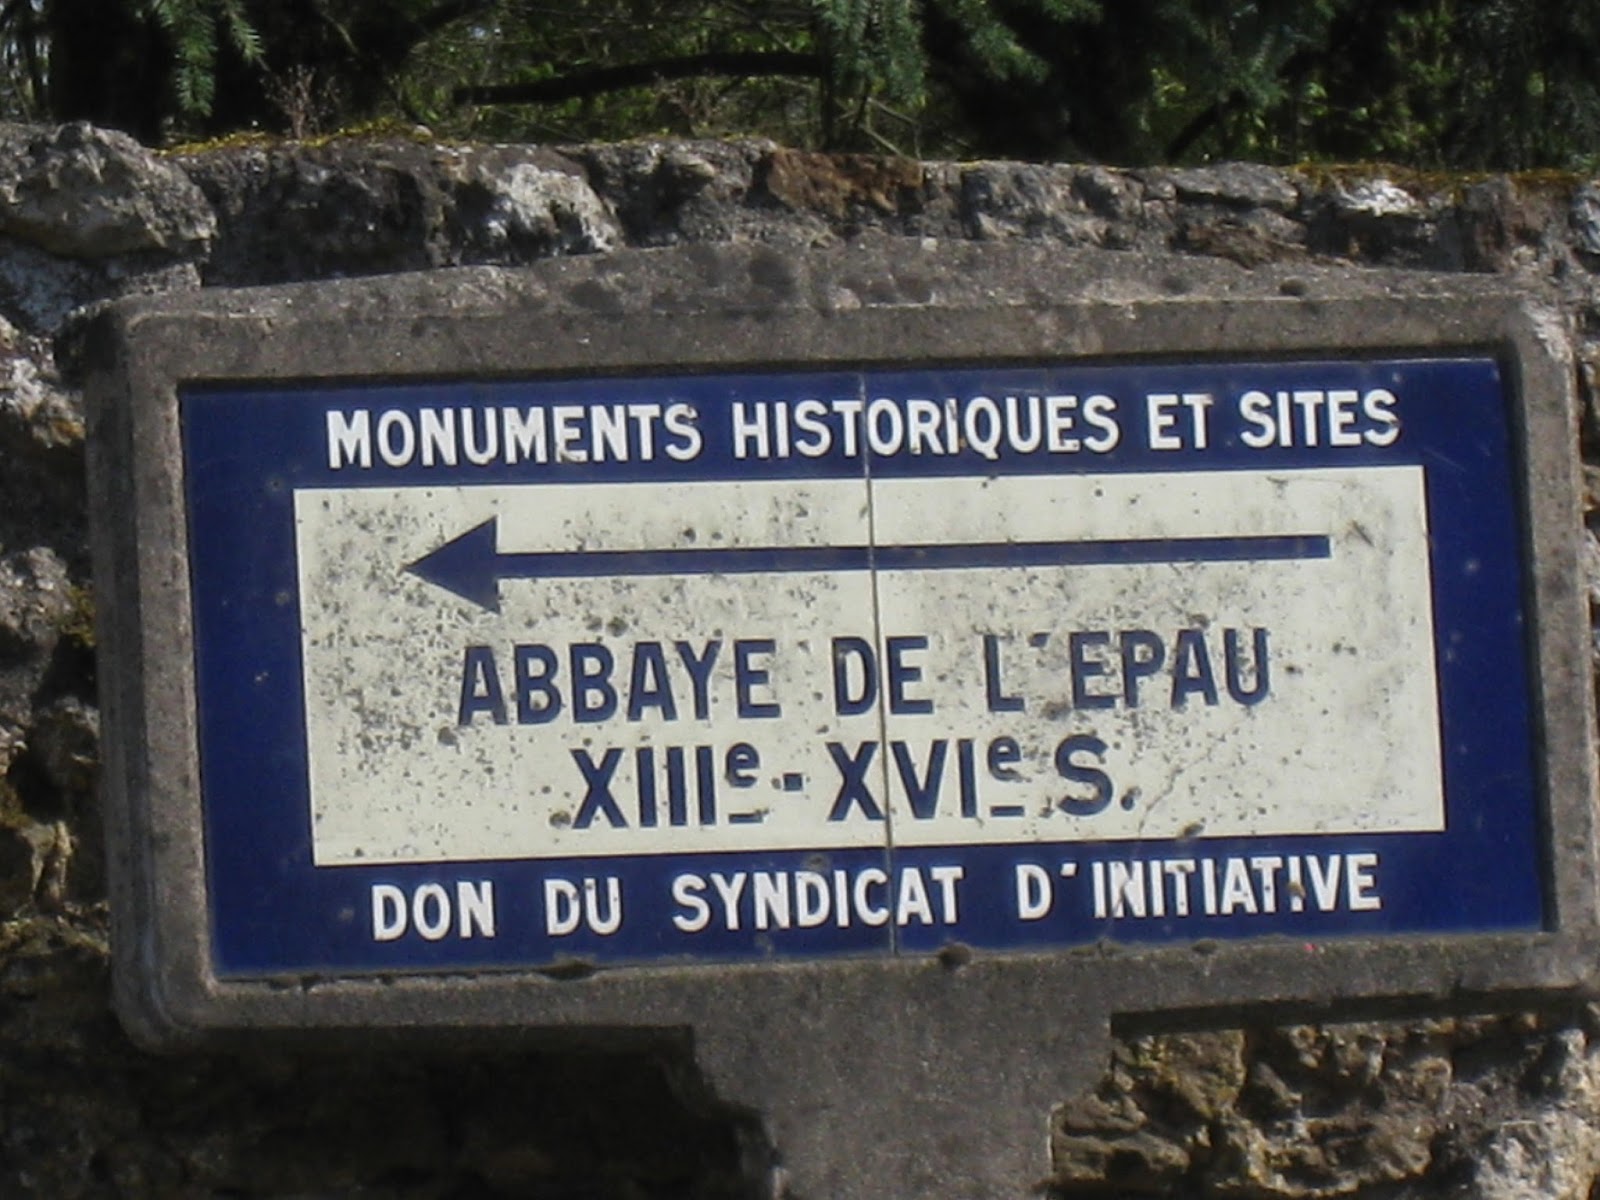 MONUMENTS HISTORIQUES ET SITES
ABBAYE DE L'EPAU
XIIIe - XVIe S.
DON DU SYNDICAT D'INITIATIVE